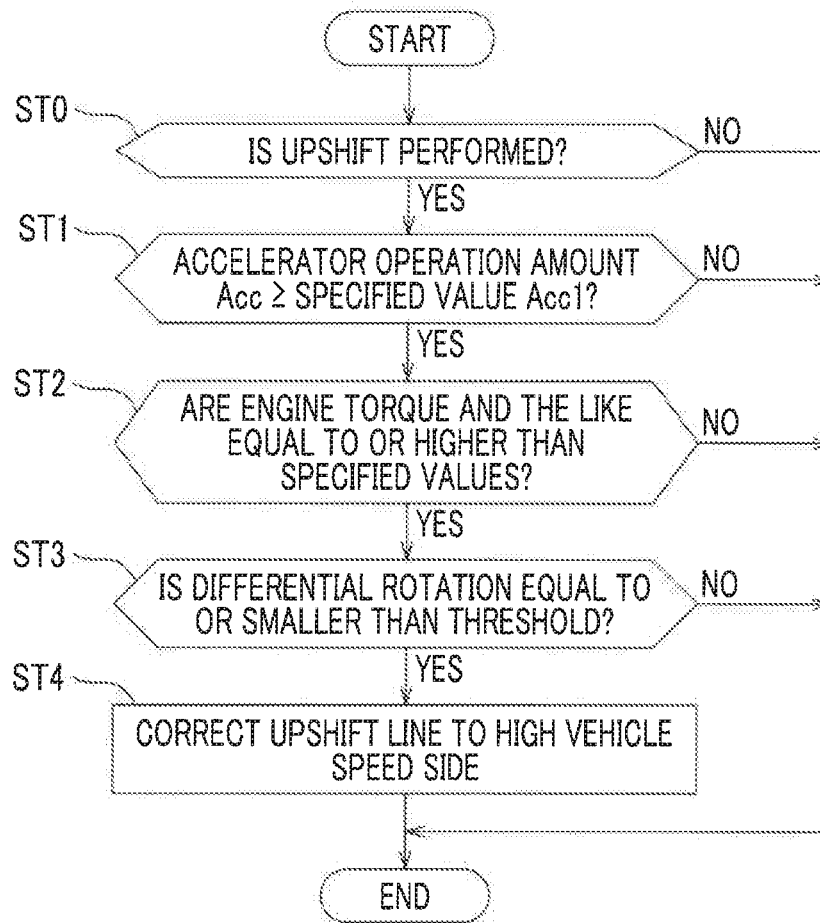 START
ST0
IS UPSHIFT PERFORMED?
NO
YES
ST1
ACCELERATOR OPERATION AMOUNT
Acc ≥ SPECIFIED VALUE Acc1?
NO
YES
ST2
ARE ENGINE TORQUE AND THE LIKE
EQUAL TO OR HIGHER THAN
SPECIFIED VALUES?
NO
YES
ST3
IS DIFFERENTIAL ROTATION EQUAL TO
OR SMALLER THAN THRESHOLD?
NO
YES
ST4
CORRECT UPSHIFT LINE TO HIGH VEHICLE
SPEED SIDE
END